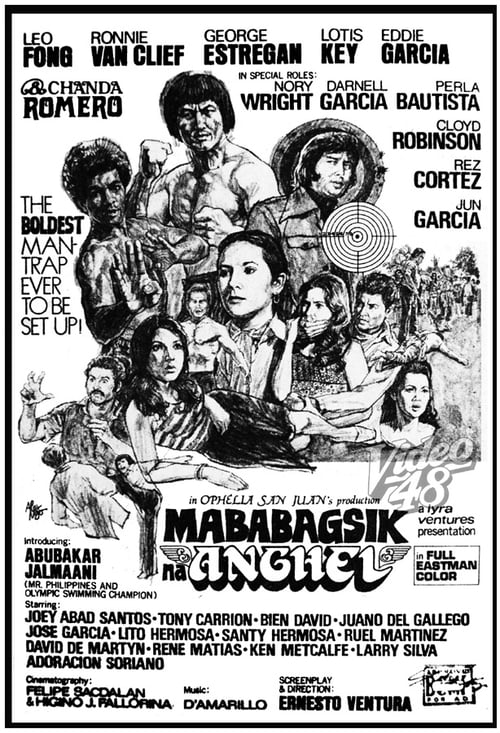 LEO FONG
RONNIE VAN CLIEF
GEORGE ESTREGAN
LOTIS KEY
EDDIE GARCIA
& CHANDA ROMERO
IN SPECIAL ROLES:
NORY WRIGHT
DARNELL GARCIA
PERLA BAUTISTA
CLOYD ROBINSON
REZ CORTEZ
JUN GARCIA
THE
BOLDEST
MAN-
TRAP
EVER
TO BE
SET UP!
Video 48
in OPHELIA SAN JUAN's production
MABABAGSIK
na ANGHEL
a lyra
ventures
presentation
in FULL
EASTMAN
COLOR
introducing:
ABUBAKAR
JALMAANI
(MR. PHILIPPINES AND
OLYMPIC SWIMMING CHAMPION)
Starring:
JOEY ABAD SANTOS • TONY CARRION • BIEN DAVID • JUANO DEL GALLEGO
JOSE GARCIA • LITO HERMOSA • SANTY HERMOSA • RUEL MARTINEZ
DAVID DE MARTYN • RENE MATIAS • KEN METCALFE • LARRY SILVA
ADORACION SORIANO
Cinematography:
FELIPE SACDALAN
& HIGINO J. FALLORINA
Music:
D'AMARILLO
SCREENPLAY
& DIRECTION:
ERNESTO VENTURA
FOR AD